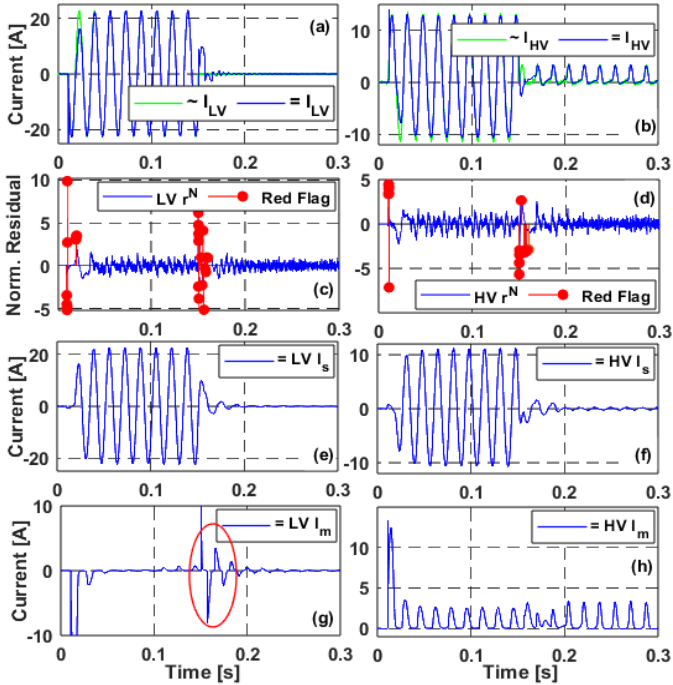 20
0
-20
Current [A]
(a)
~ I_LV = I_LV
0 0.1 0.2 0.3
10
0
-10
~ I_HV = I_HV
(b)
0 0.1 0.2 0.3
10
5
0
-5
Norm. Residual
LV r^N Red Flag
(c)
0 0.1 0.2 0.3
5
0
-5
(d)
HV r^N Red Flag
0 0.1 0.2 0.3
20
0
-20
Current [A]
= LV I_s
(e)
0 0.1 0.2 0.3
10
0
-10
= HV I_s
(f)
0 0.1 0.2 0.3
10
0
-10
Current [A]
= LV I_m
(g)
0 0.1 0.2 0.3
Time [s]
10
5
0
= HV I_m
(h)
0 0.1 0.2 0.3
Time [s]